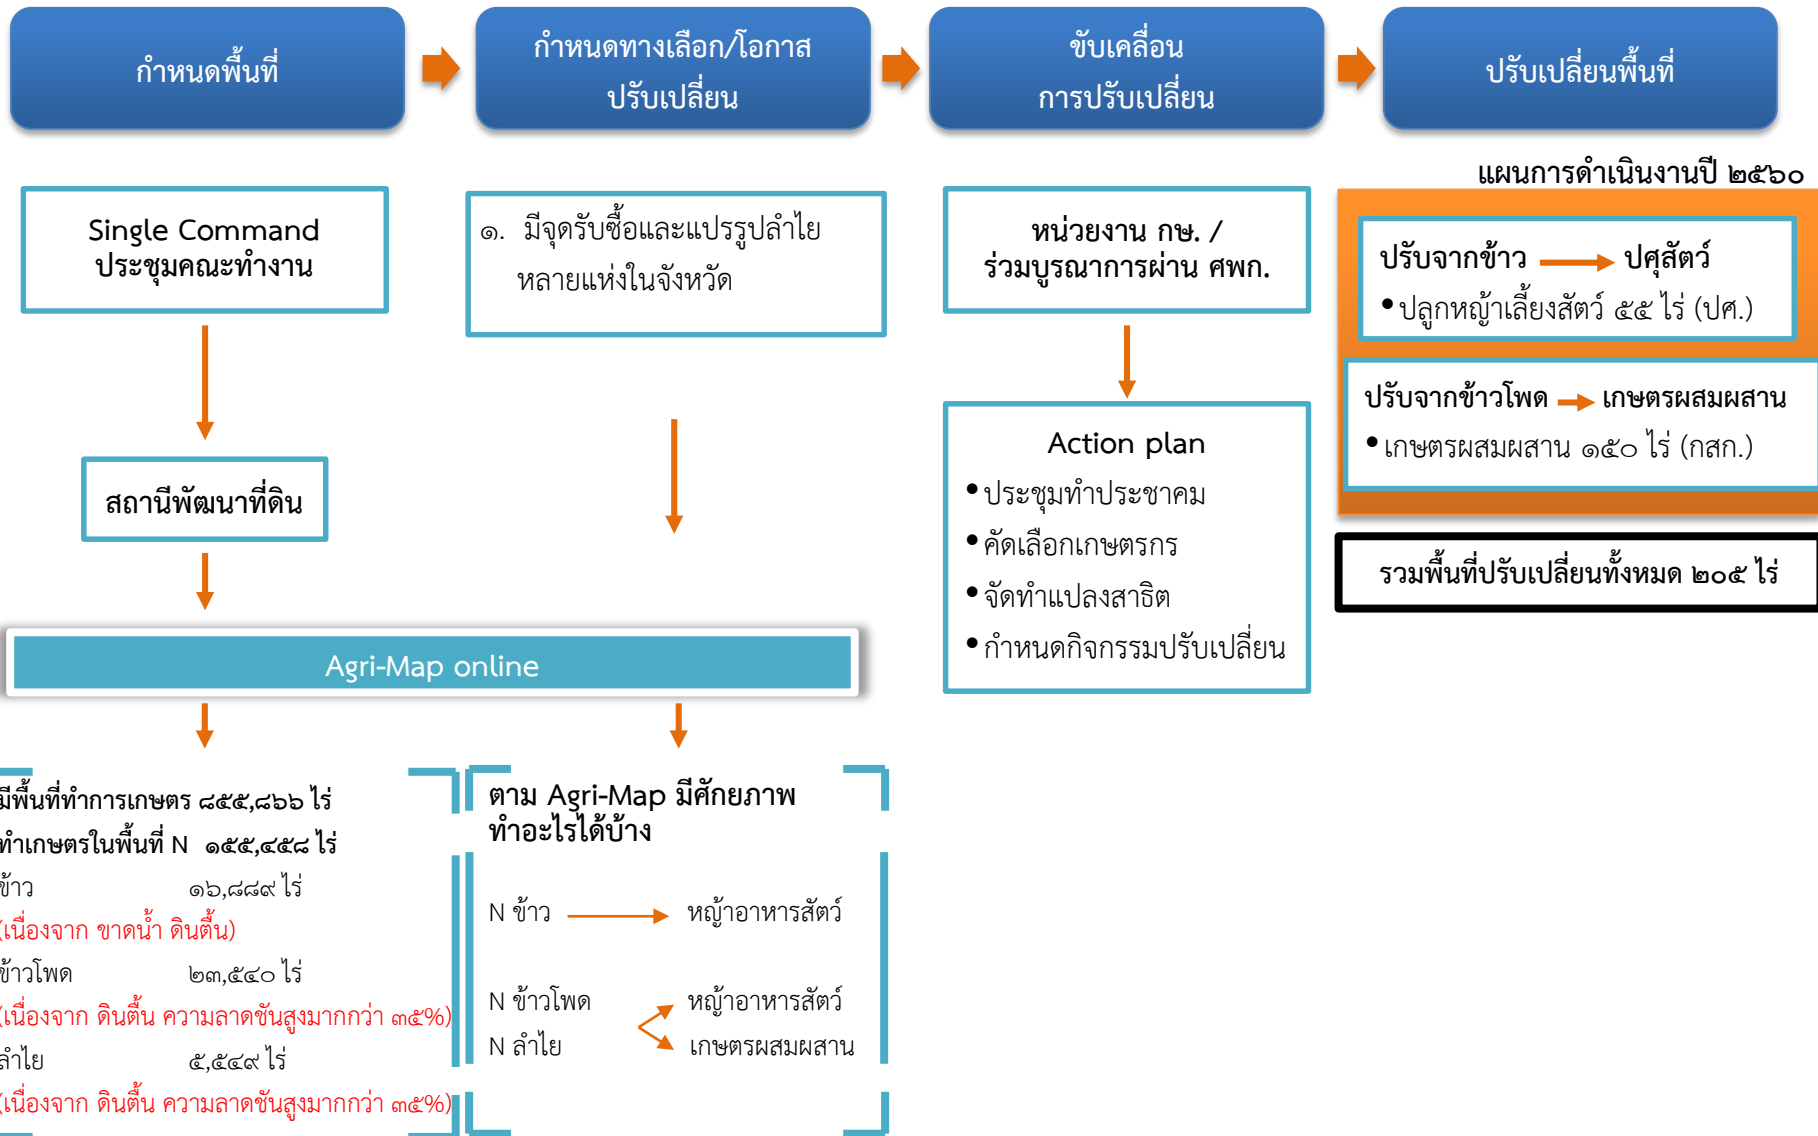 กำหนดพื้นที่
กำหนดทางเลือก/โอกาส
ปรับเปลี่ยน
ขับเคลื่อน
การปรับเปลี่ยน
ปรับเปลี่ยนพื้นที่
Single Command
ประชุมคณะทำงาน
สถานีพัฒนาที่ดิน
๑. มีจุดรับซื้อและแปรรูปลำไย
หลายแห่งในจังหวัด
Agri-Map online
มีพื้นที่ทำการเกษตร ๘๕๕,๘๖๖ ไร่
ทำเกษตรในพื้นที่ N ๑๕๕,๔๕๘ ไร่
ข้าว ๑๖,๘๘๙ ไร่
(เนื่องจาก ขาดน้ำ ดินตื้น)
ข้าวโพด ๒๓,๕๔๐ ไร่
(เนื่องจาก ดินตื้น ความลาดชันสูงมากกว่า ๓๕%)
ลำไย ๕,๕๔๙ ไร่
(เนื่องจาก ดินตื้น ความลาดชันสูงมากกว่า ๓๕%)
ตาม Agri-Map มีศักยภาพ
ทำอะไรได้บ้าง
N ข้าว หญ้าอาหารสัตว์
N ข้าวโพด หญ้าอาหารสัตว์
N ลำไย เกษตรผสมผสาน
หน่วยงาน กษ. /
ร่วมบูรณาการผ่าน ศพก.
Action plan
•ประชุมทำประชาคม
•คัดเลือกเกษตรกร
•จัดทำแปลงสาธิต
•กำหนดกิจกรรมปรับเปลี่ยน
แผนการดำเนินงานปี ๒๕๖๐
ปรับจากข้าว ปศุสัตว์
•ปลูกหญ้าเลี้ยงสัตว์ ๕๕ ไร่ (ปศ.)
ปรับจากข้าวโพด เกษตรผสมผสาน
•เกษตรผสมผสาน ๑๕๐ ไร่ (กสก.)
รวมพื้นที่ปรับเปลี่ยนทั้งหมด ๒๐๕ ไร่